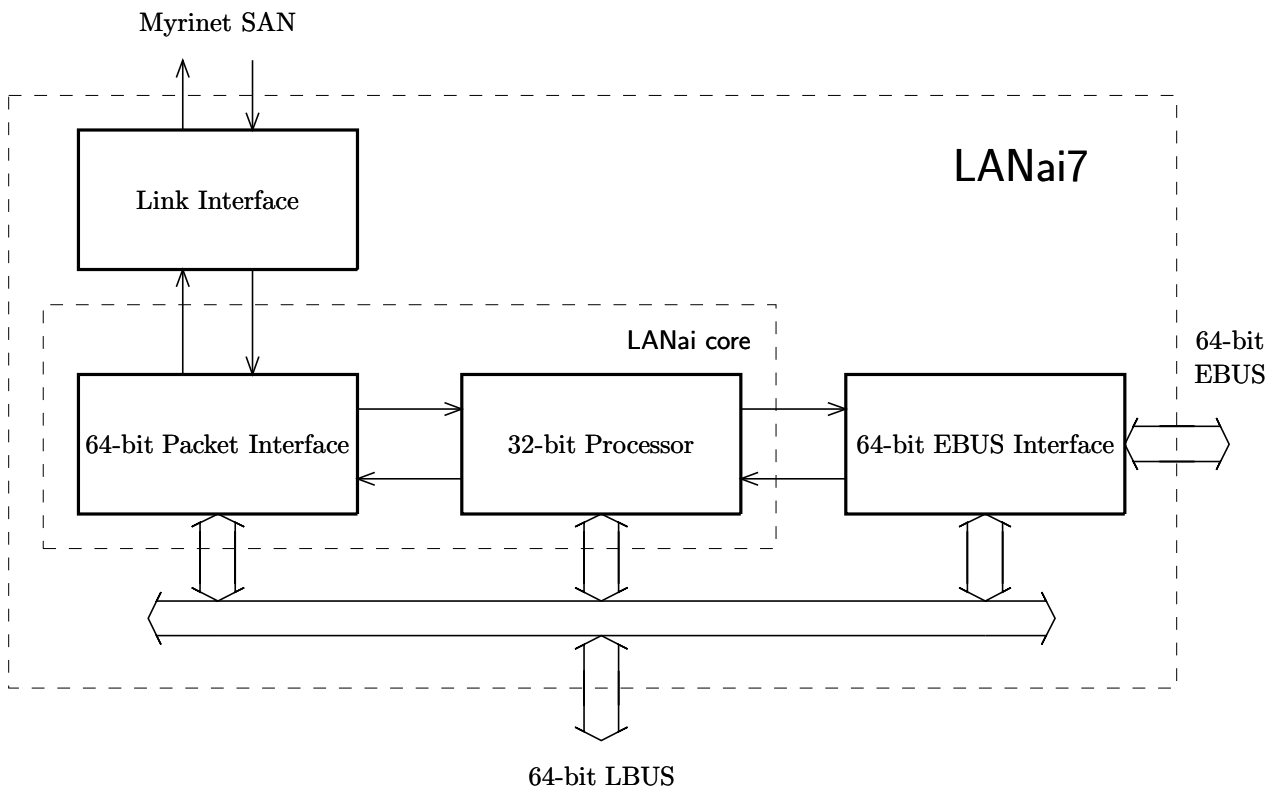 Myrinet SAN
LANai7
Link Interface
LANai core
64-bit
EBUS
64-bit Packet Interface
32-bit Processor
64-bit EBUS Interface
64-bit LBUS